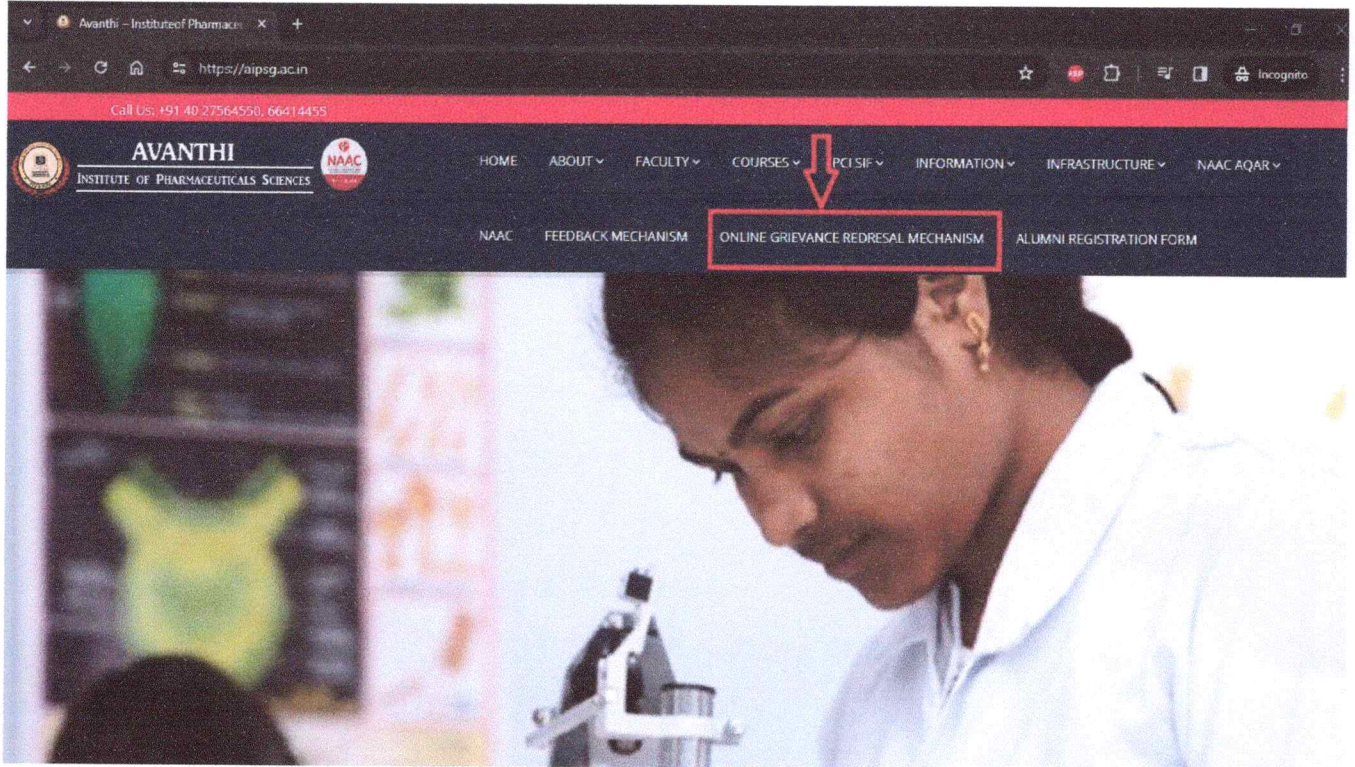 Avanthi – Instituteof Pharmace
https://aipsg.ac.in
ABP
Incognito
Call Us: +91 40 27564550, 66414455
AVANTHI
INSTITUTE OF PHARMACEUTICALS SCIENCES
NAAC
HOME ABOUT FACULTY COURSES PCI SIF INFORMATION INFRASTRUCTURE NAAC AQAR
NAAC FEEDBACK MECHANISM ONLINE GRIEVANCE REDRESAL MECHANISM ALUMNI REGISTRATION FORM